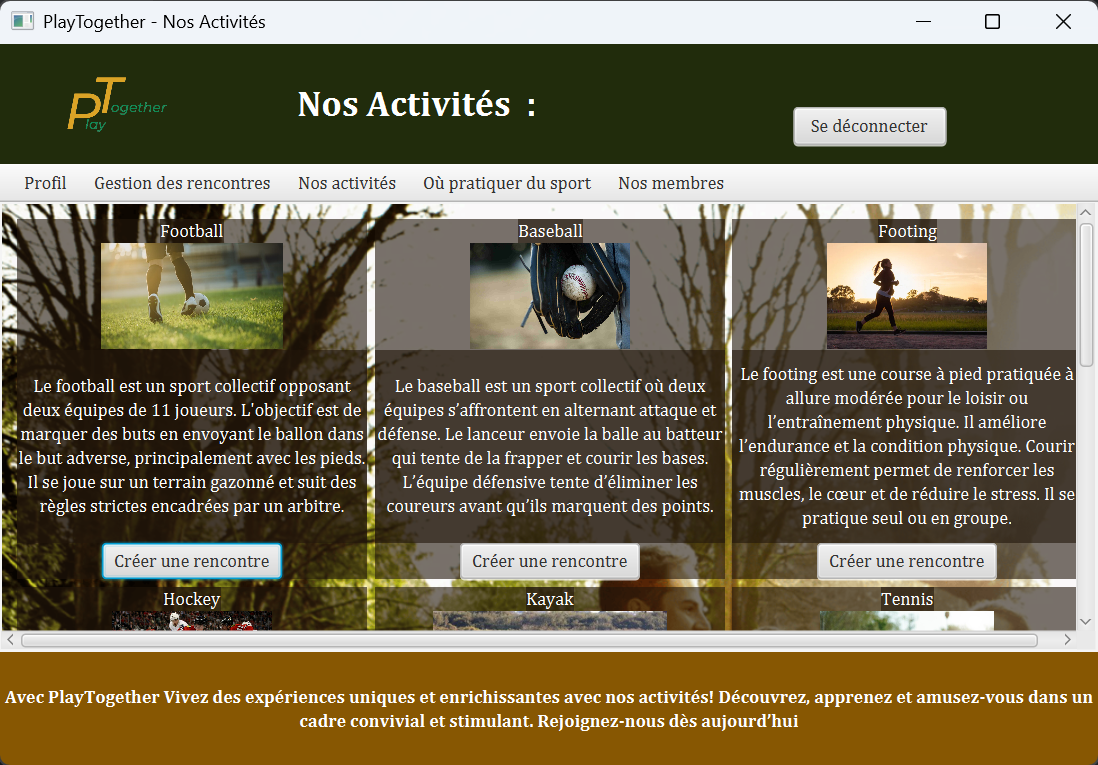 PlayTogether - Nos Activités
pTogether
lay
Nos Activités :
Se déconnecter
Profil Gestion des rencontres Nos activités Où pratiquer du sport Nos membres
Football
Le football est un sport collectif opposant
deux équipes de 11 joueurs. L'objectif est de
marquer des buts en envoyant le ballon dans
le but adverse, principalement avec les pieds.
Il se joue sur un terrain gazonné et suit des
règles strictes encadrées par un arbitre.
Créer une rencontre
Baseball
Le baseball est un sport collectif où deux
équipes s’affrontent en alternant attaque et
défense. Le lanceur envoie la balle au batteur
qui tente de la frapper et courir les bases.
L’équipe défensive tente d’éliminer les
coureurs avant qu’ils marquent des points.
Créer une rencontre
Footing
Le footing est une course à pied pratiquée à
allure modérée pour le loisir ou
l’entraînement physique. Il améliore
l’endurance et la condition physique. Courir
régulièrement permet de renforcer les
muscles, le cœur et de réduire le stress. Il se
pratique seul ou en groupe.
Créer une rencontre
Hockey
Kayak
Tennis
Avec PlayTogether Vivez des expériences uniques et enrichissantes avec nos activités! Découvrez, apprenez et amusez-vous dans un
cadre convivial et stimulant. Rejoignez-nous dès aujourd’hui